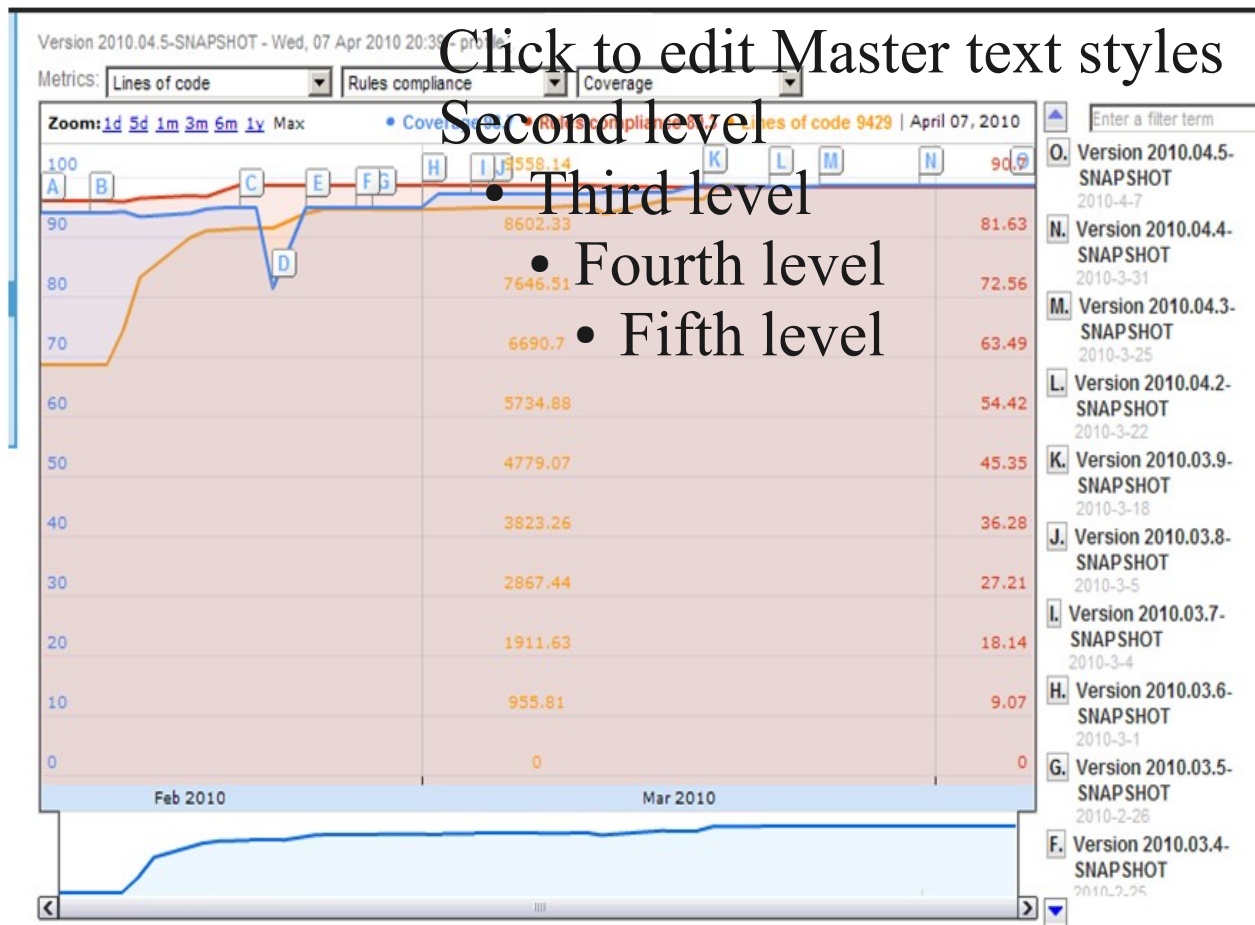 Version 2010.04.5-SNAPSHOT - Wed, 07 Apr 2010 20:39 - profile
Click to edit Master text styles
Metrics: Lines of code Rules compliance Coverage
Second level
Zoom: 1d 5d 1m 3m 6m 1y Max • Coverage • Rules compliance • Lines of code 9429 | April 07, 2010
Enter a filter term
100 9558.14 90.7
A B C D E F G H I J K L M N O
• Third level
90 8602.33 81.63
• Fourth level
80 7646.51 72.56
• Fifth level
70 6690.7 63.49
60 5734.88 54.42
50 4779.07 45.35
40 3823.26 36.28
30 2867.44 27.21
20 1911.63 18.14
10 955.81 9.07
0 0 0
Feb 2010 Mar 2010
O. Version 2010.04.5-
SNAPSHOT
2010-4-7
N. Version 2010.04.4-
SNAPSHOT
2010-3-31
M. Version 2010.04.3-
SNAPSHOT
2010-3-25
L. Version 2010.04.2-
SNAPSHOT
2010-3-22
K. Version 2010.03.9-
SNAPSHOT
2010-3-18
J. Version 2010.03.8-
SNAPSHOT
2010-3-5
I. Version 2010.03.7-
SNAPSHOT
2010-3-4
H. Version 2010.03.6-
SNAPSHOT
2010-3-1
G. Version 2010.03.5-
SNAPSHOT
2010-2-26
F. Version 2010.03.4-
SNAPSHOT
2010-2-25